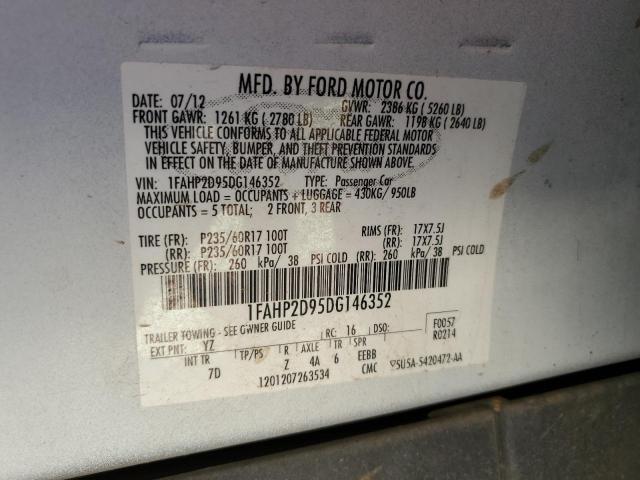 MFD. BY FORD MOTOR CO.
DATE: 07/12 GVWR: 2386 KG ( 5260 LB)
FRONT GAWR: 1261 KG ( 2780 LB) REAR GAWR: 1198 KG ( 2640 LB)
THIS VEHICLE CONFORMS TO ALL APPLICABLE FEDERAL MOTOR
VEHICLE SAFETY, BUMPER, AND THEFT PREVENTION STANDARDS
IN EFFECT ON THE DATE OF MANUFACTURE SHOWN ABOVE.
VIN: 1FAHP2D95DG146352 TYPE: Passenger Car
MAXIMUM LOAD = OCCUPANTS + LUGGAGE = 430KG/ 950LB
OCCUPANTS = 5 TOTAL; 2 FRONT, 3 REAR
TIRE (FR): P235/60R17 100T RIMS (FR): 17X7.5J
(RR): P235/60R17 100T (RR): 17X7.5J
PRESSURE (FR): 260 kPa/ 38 PSI COLD (RR): 260 kPa/ 38 PSI COLD
1FAHP2D95DG146352
TRAILER TOWING - SEE OWNER GUIDE RC: 16 DSO: F0057
EXT PNT: YZ R0214
INT TR TP/PS R AXLE TR SPR
7D Z 4A 6 EEBB
1201207263534 CMC 5U5A-5420472-AA